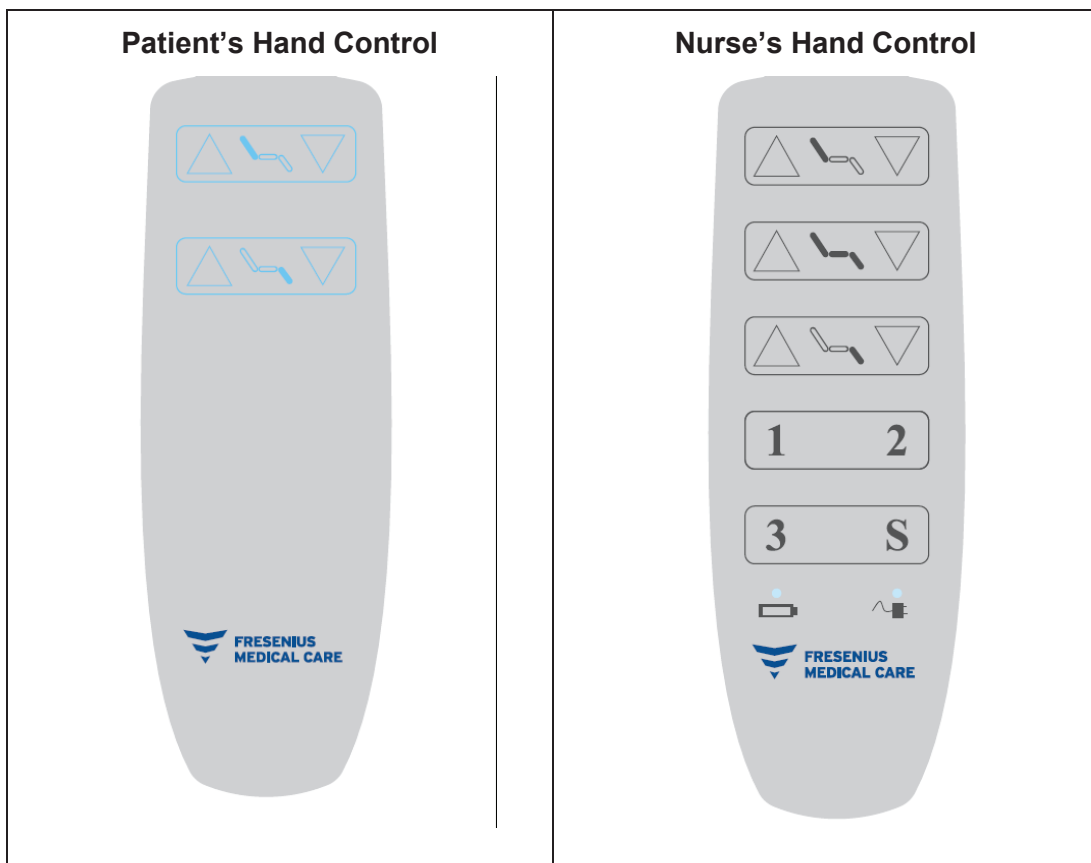 Patient's Hand Control
FRESENIUS
MEDICAL CARE
Nurse's Hand Control
1 2
3 S
FRESENIUS
MEDICAL CARE